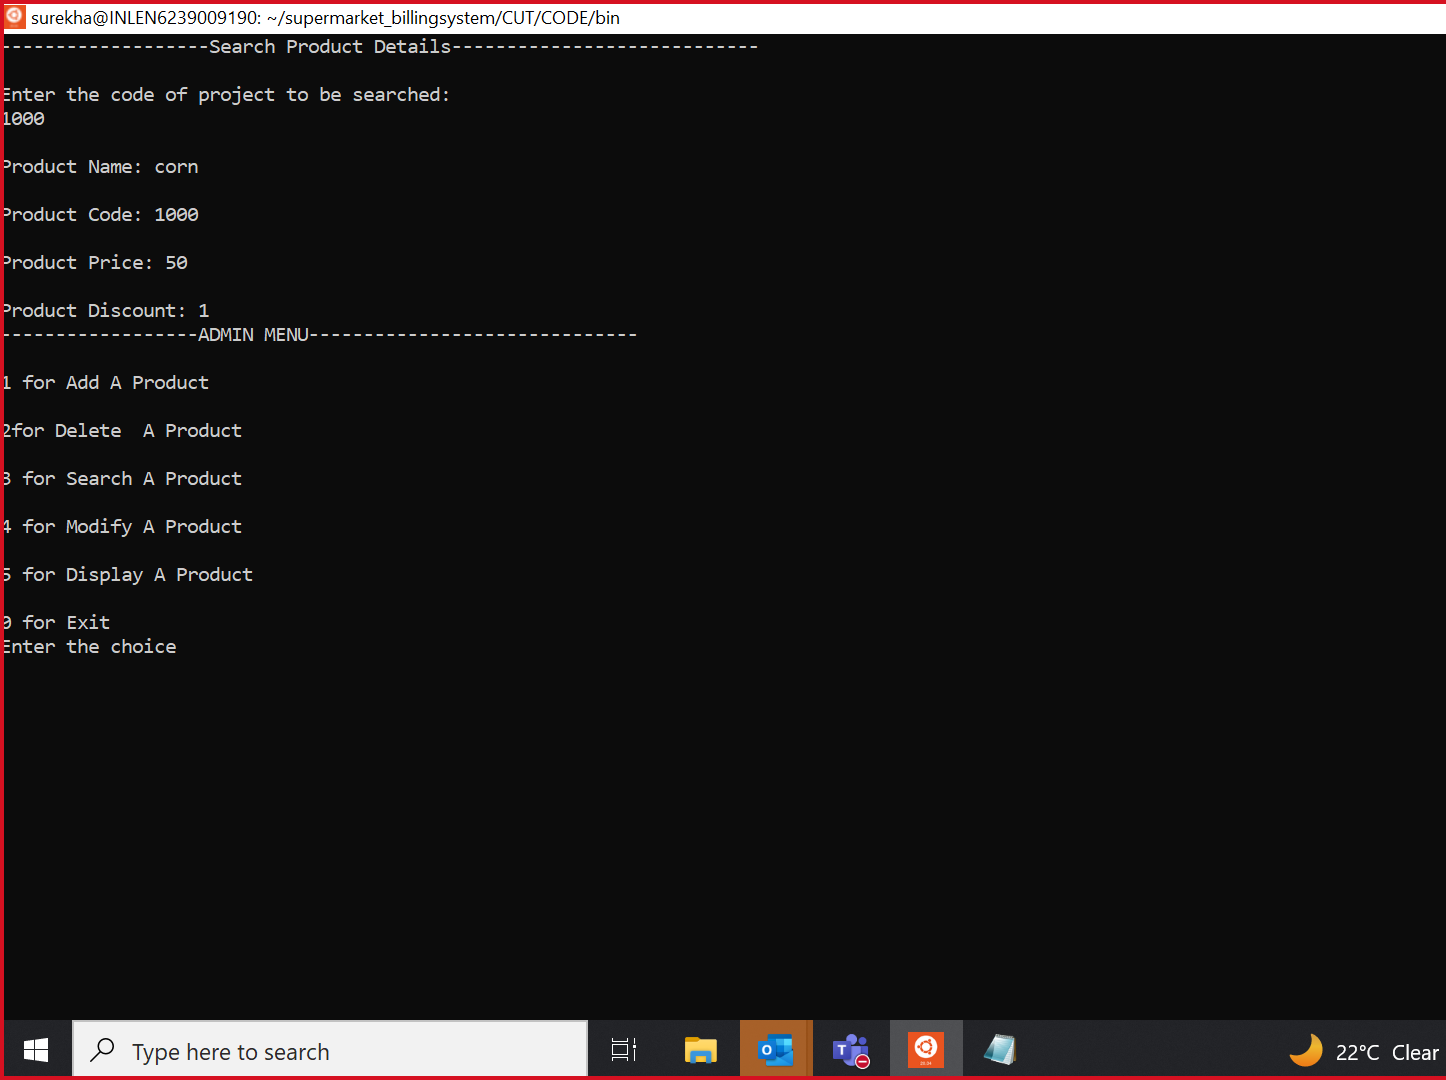 surekha@INLEN6239009190: ~/supermarket_billingsystem/CUT/CODE/bin
-------------------Search Product Details----------------------------
Enter the code of project to be searched:
1000
Product Name: corn
Product Code: 1000
Product Price: 50
Product Discount: 1
------------------ADMIN MENU------------------------------
1 for Add A Product
2for Delete  A Product
3 for Search A Product
4 for Modify A Product
5 for Display A Product
0 for Exit
Enter the choice
Type here to search
22°C Clear